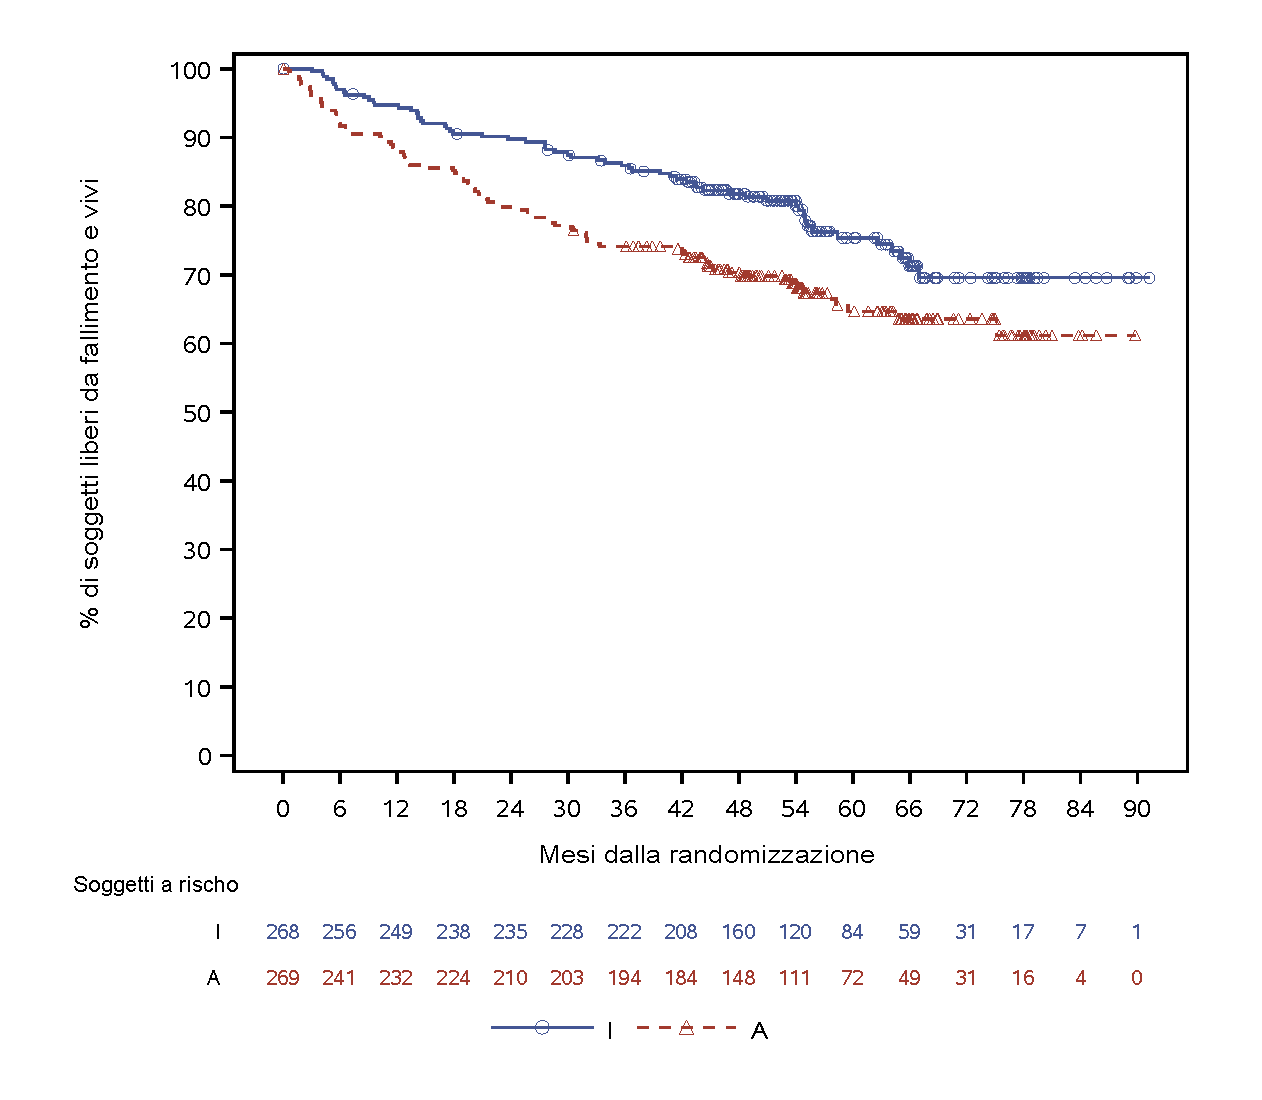 % di soggetti liberi da fallimento e vivi
100
90
80
70
60
50
40
30
20
10
0
0 6 12 18 24 30 36 42 48 54 60 66 72 78 84 90
Mesi dalla randomizzazione
Soggetti a rischo
I 268 256 249 238 235 228 222 208 160 120 84 59 31 17 7 1
A 269 241 232 224 210 203 194 184 148 111 72 49 31 16 4 0
I A